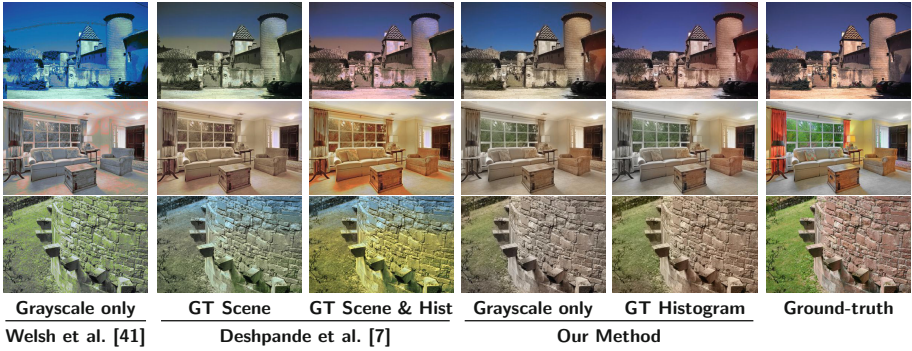 Grayscale only GT Scene GT Scene & Hist Grayscale only GT Histogram Ground-truth
Welsh et al. [41] Deshpande et al. [7] Our Method